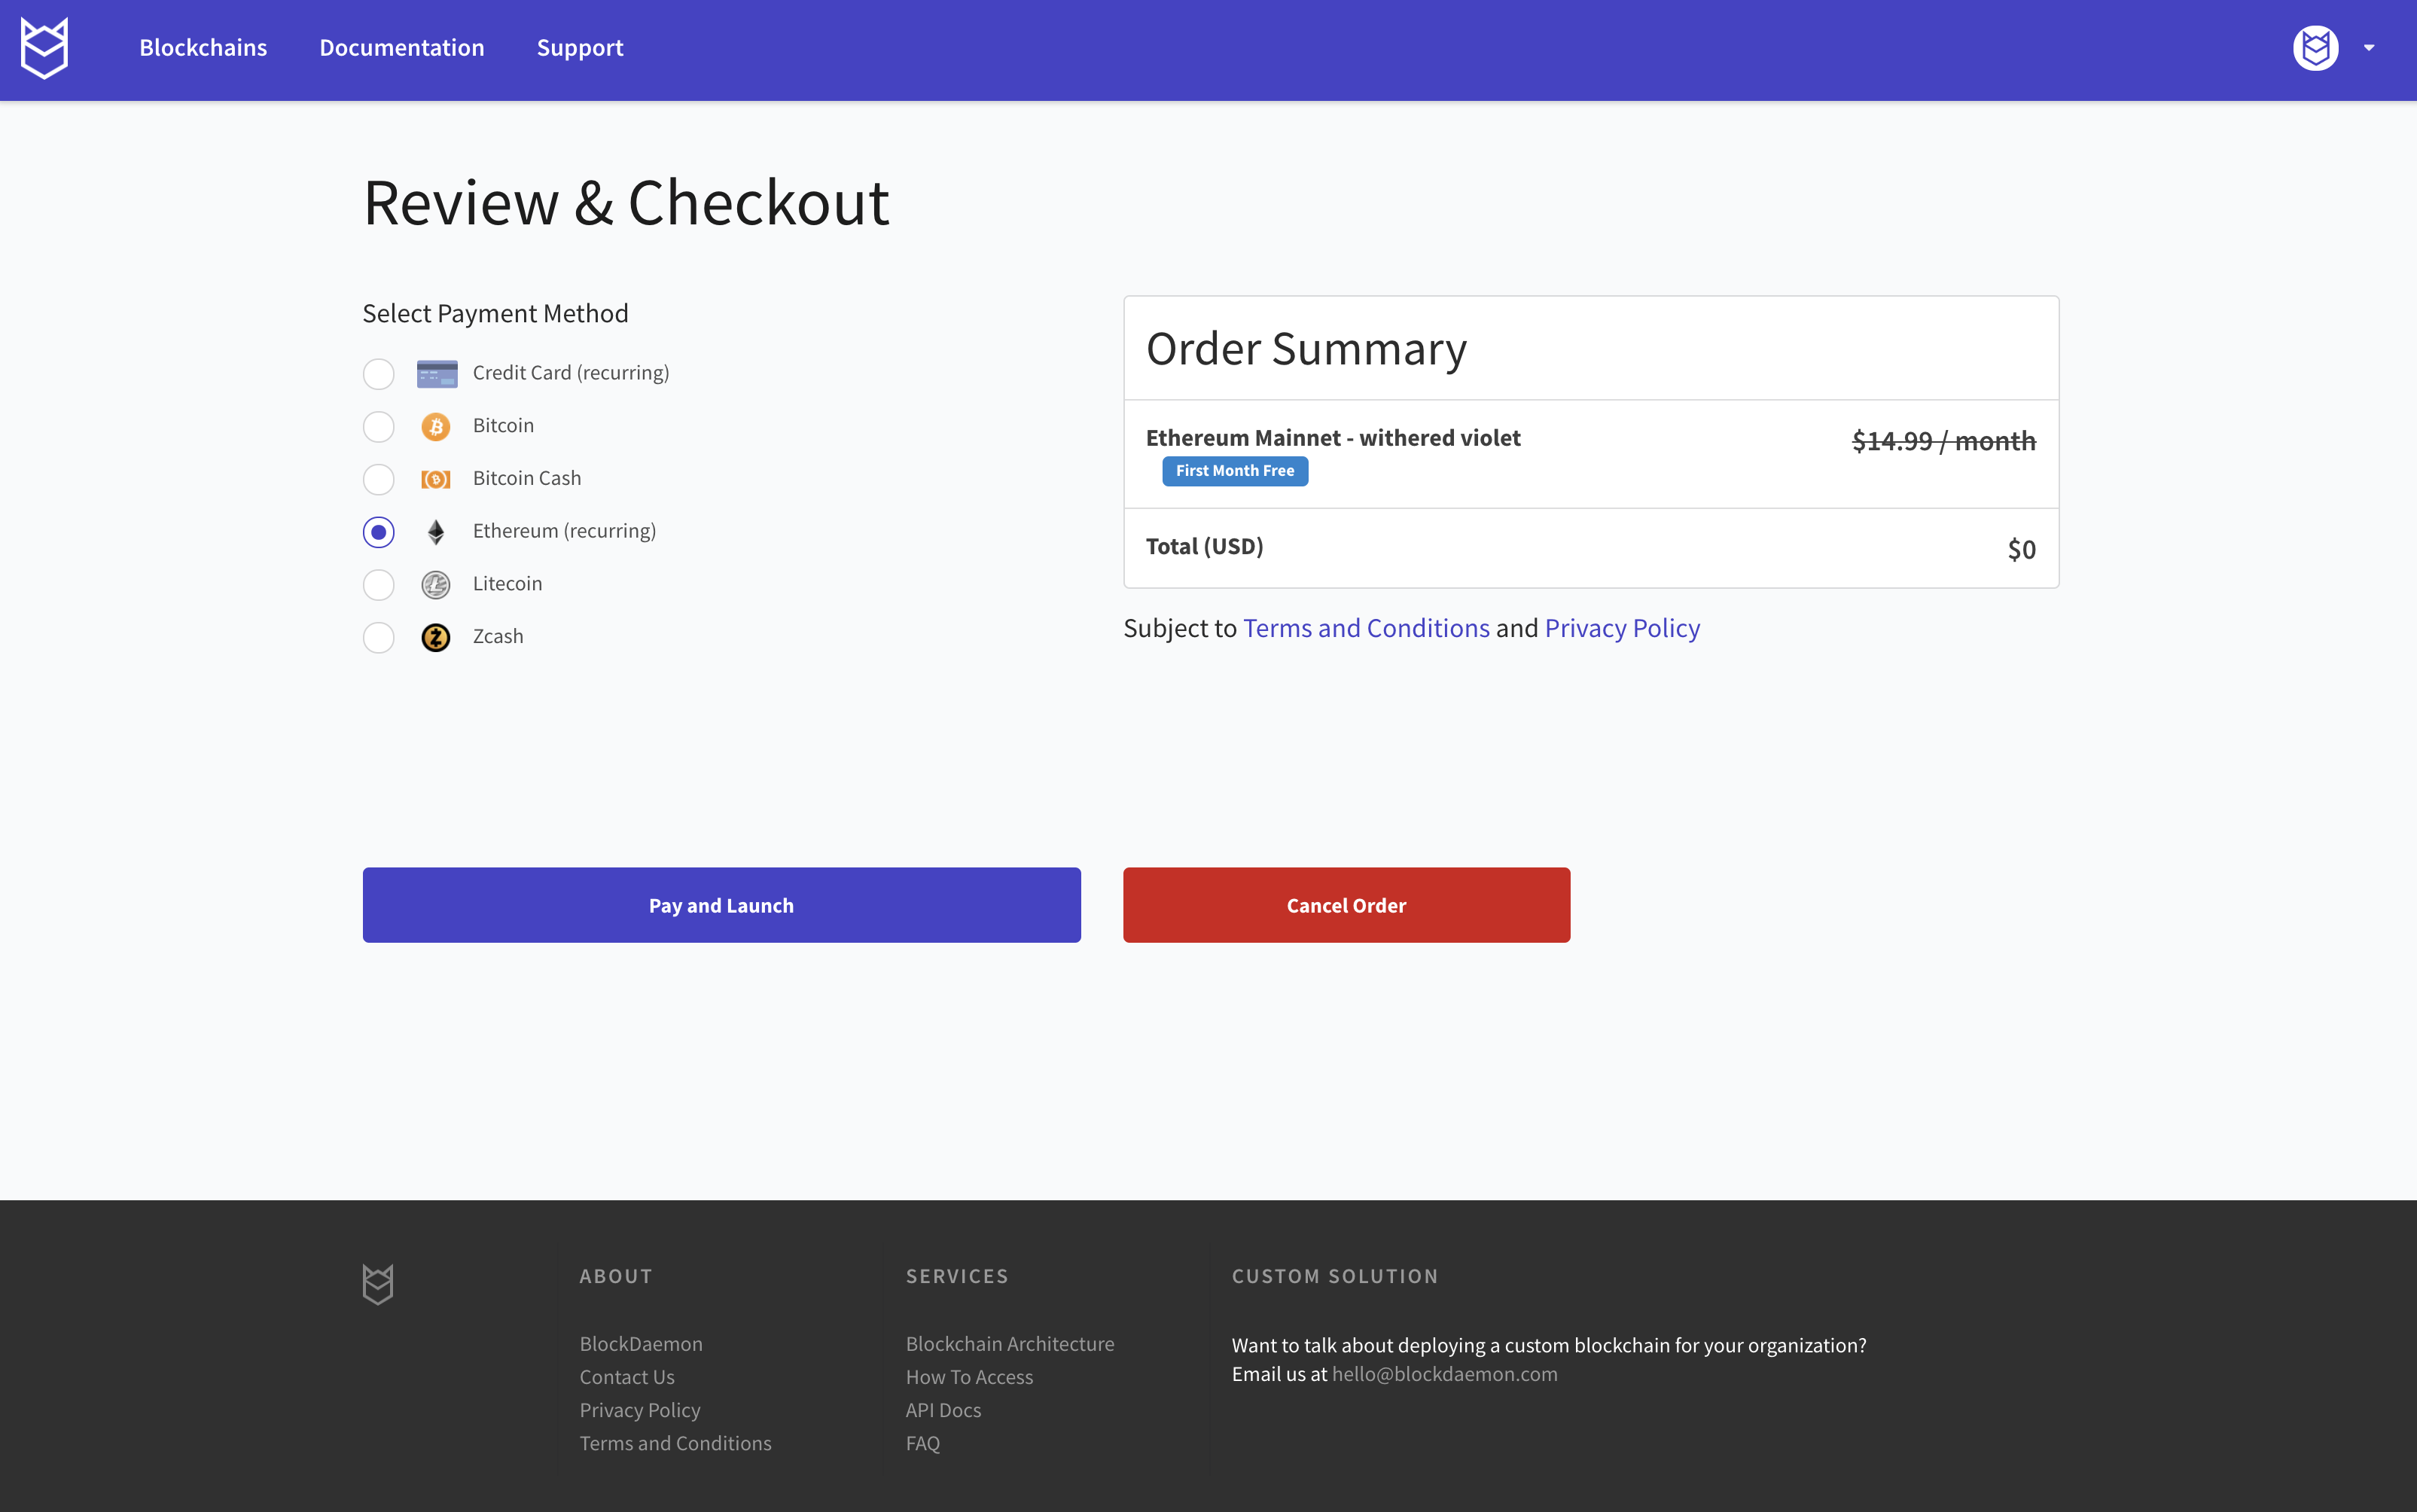 Blockchains Documentation Support
Review & Checkout
Select Payment Method
Credit Card (recurring)
Bitcoin
Bitcoin Cash
Ethereum (recurring)
Litecoin
Zcash
Order Summary
Ethereum Mainnet - withered violet $14.99 / month
First Month Free
Total (USD) $0
Subject to Terms and Conditions and Privacy Policy
Pay and Launch
Cancel Order
ABOUT
BlockDaemon
Contact Us
Privacy Policy
Terms and Conditions
SERVICES
Blockchain Architecture
How To Access
API Docs
FAQ
CUSTOM SOLUTION
Want to talk about deploying a custom blockchain for your organization?
Email us at hello@blockdaemon.com